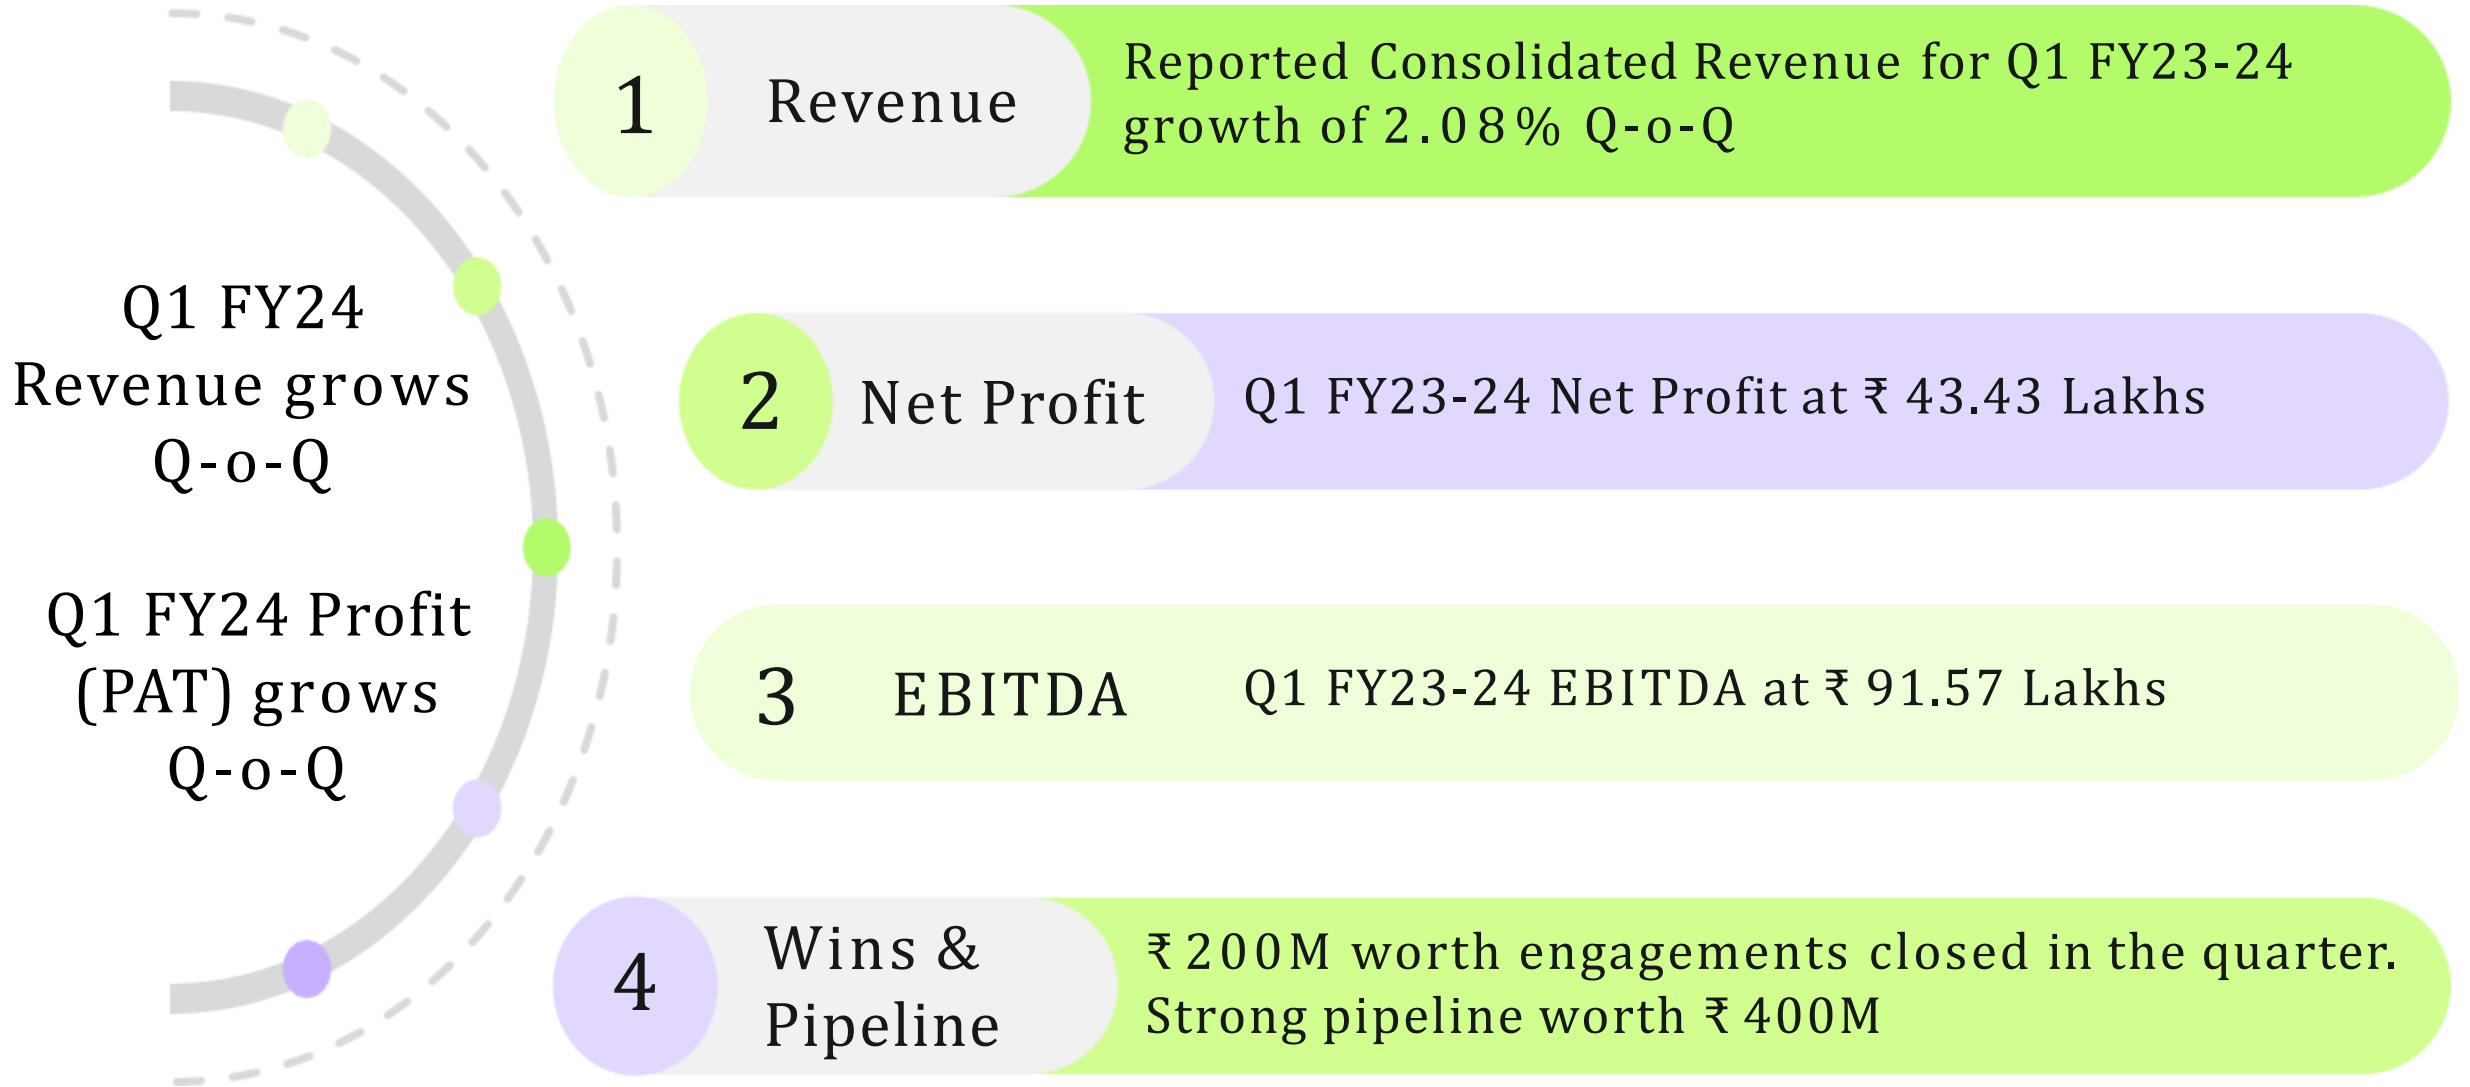 Q1 FY24
Revenue grows
Q-o-Q
Q1 FY24 Profit
(PAT) grows
Q-o-Q
1
Revenue
Reported Consolidated Revenue for Q1 FY23-24
growth of 2.08% Q-o-Q
2
Net Profit
Q1 FY23-24 Net Profit at ₹ 43.43 Lakhs
3
EBITDA
Q1 FY23-24 EBITDA at ₹ 91.57 Lakhs
4
Wins &
Pipeline
₹ 200M worth engagements closed in the quarter.
Strong pipeline worth ₹ 400M